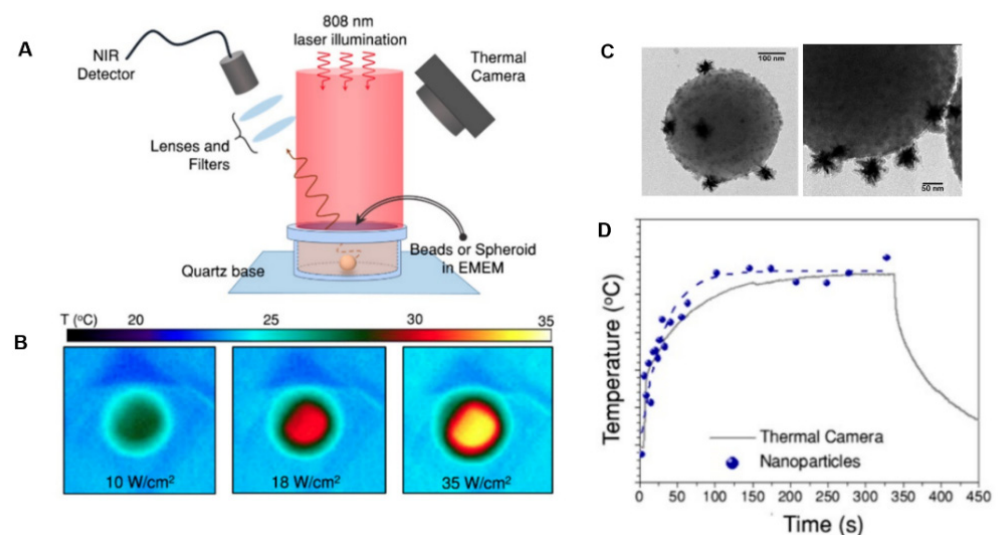 A
808 nm
laser illumination
NIR
Detector
Thermal
Camera
Lenses and
Filters
Beads or Spheroid
in EMEM
Quartz base
B
T (°C)
20
25
30
35
10 W/cm²
18 W/cm²
35 W/cm²
C
100 nm
50 nm
D
Temperature (°C)
Thermal Camera
Nanoparticles
0 50 100 150 200 250 300 350 400 450
Time (s)